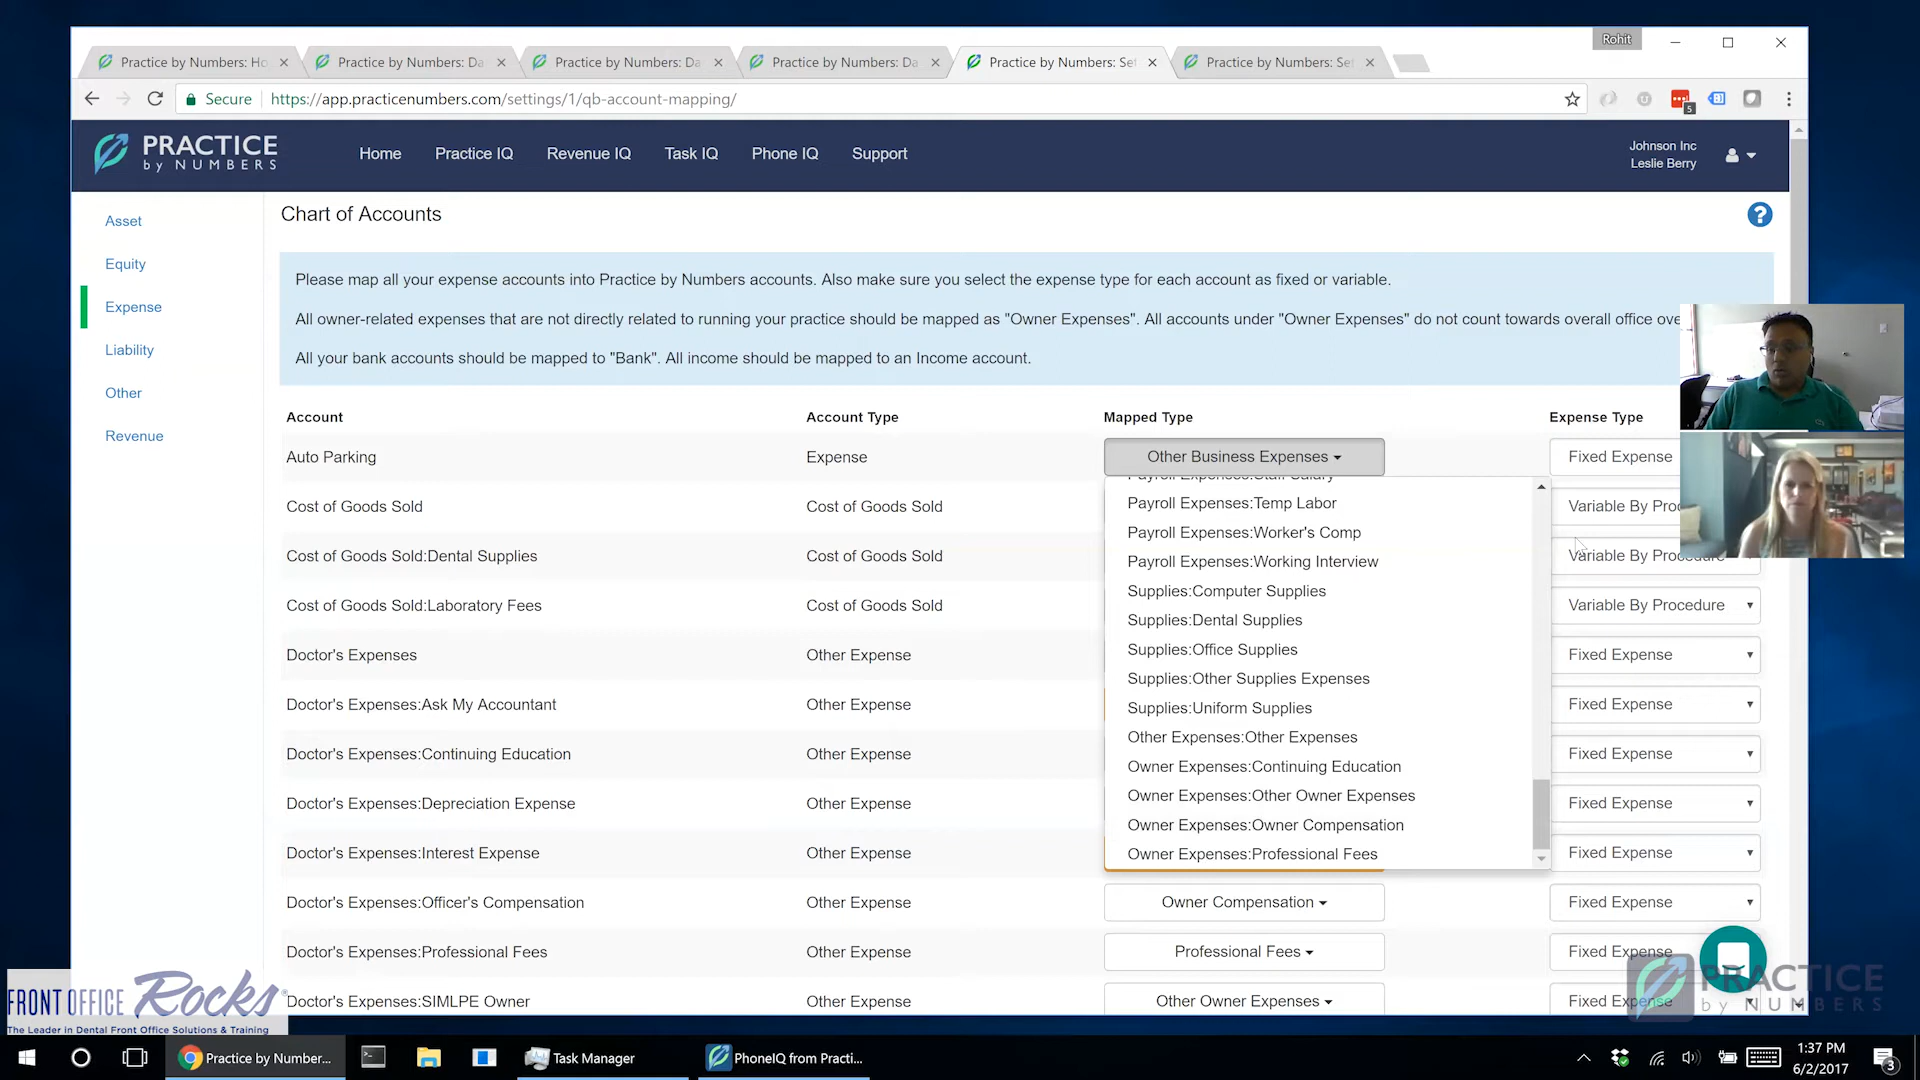 Rohit
Practice by Numbers: Ho
Practice by Numbers: Da
Practice by Numbers: Da
Practice by Numbers: Da
Practice by Numbers: Set
Practice by Numbers: Set
Secure
https://app.practicenumbers.com/settings/1/qb-account-mapping/
5
PRACTICE
by NUMBERS
Home
Practice IQ
Revenue IQ
Task IQ
Phone IQ
Support
Johnson Inc
Leslie Berry
Asset
Equity
Expense
Liability
Other
Revenue
Chart of Accounts
?
Please map all your expense accounts into Practice by Numbers accounts. Also make sure you select the expense type for each account as fixed or variable.
All owner-related expenses that are not directly related to running your practice should be mapped as "Owner Expenses". All accounts under "Owner Expenses" do not count towards overall office ove
All your bank accounts should be mapped to "Bank". All income should be mapped to an Income account.
Account Account Type Mapped Type Expense Type
Auto Parking Expense Other Business Expenses Fixed Expense
Cost of Goods Sold Cost of Goods Sold Variable By Proc
Cost of Goods Sold:Dental Supplies Cost of Goods Sold Variable By Procedure
Cost of Goods Sold:Laboratory Fees Cost of Goods Sold Variable By Procedure
Doctor's Expenses Other Expense Fixed Expense
Doctor's Expenses:Ask My Accountant Other Expense Fixed Expense
Doctor's Expenses:Continuing Education Other Expense Fixed Expense
Doctor's Expenses:Depreciation Expense Other Expense Fixed Expense
Doctor's Expenses:Interest Expense Other Expense Fixed Expense
Doctor's Expenses:Officer's Compensation Other Expense Owner Compensation Fixed Expense
Doctor's Expenses:Professional Fees Other Expense Professional Fees Fixed Expense
Doctor's Expenses:SIMLPE Owner Other Expense Other Owner Expenses Fixed Expense
Payroll Expenses:Staff Salary
Payroll Expenses:Temp Labor
Payroll Expenses:Worker's Comp
Payroll Expenses:Working Interview
Supplies:Computer Supplies
Supplies:Dental Supplies
Supplies:Office Supplies
Supplies:Other Supplies Expenses
Supplies:Uniform Supplies
Other Expenses:Other Expenses
Owner Expenses:Continuing Education
Owner Expenses:Other Owner Expenses
Owner Expenses:Owner Compensation
Owner Expenses:Professional Fees
FRONT OFFICE Rocks
The Leader in Dental Front Office Solutions & Training
PRACTICE
by NUMBERS
Practice by Number...
Task Manager
PhoneIQ from Practi...
1:37 PM
6/2/2017
3